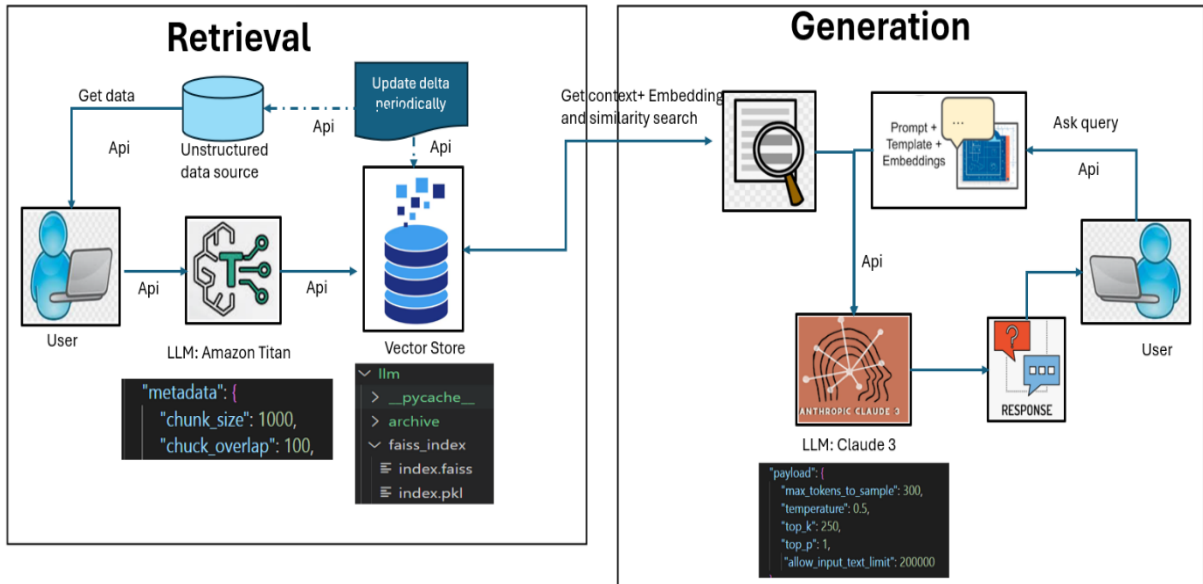 Retrieval
Get data
Api
Unstructured
data source
Api
Update delta
periodically
Api
User
Api
LLM: Amazon Titan
Api
Vector Store
"metadata": {
"chunk_size": 1000,
"chuck_overlap": 100,
llm
__pycache__
archive
faiss_index
index.faiss
index.pkl
Get context+ Embedding
and similarity search
Generation
...
Prompt +
Template +
Embeddings
Ask query
Api
Api
User
ANTHROPIC CLAUDE 3
LLM: Claude 3
?
RESPONSE
"payload": {
"max_tokens_to_sample": 300,
"temperature": 0.5,
"top_k": 250,
"top_p": 1,
"allow_input_text_limit": 200000